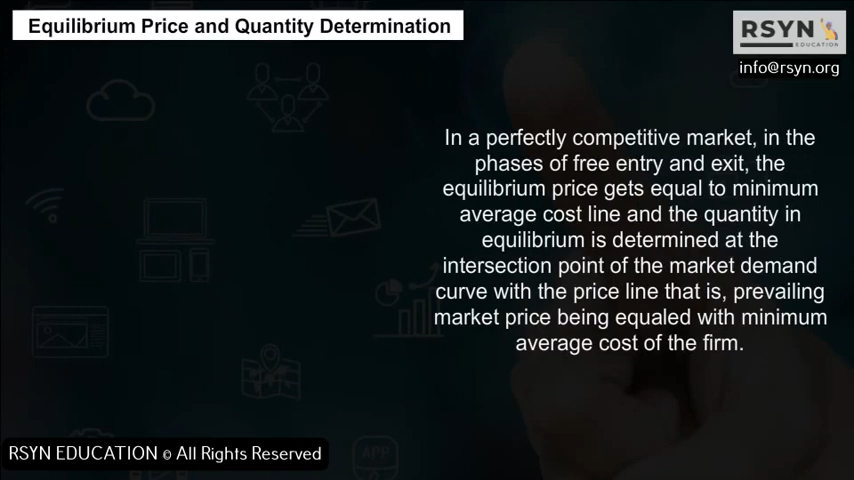 Equilibrium Price and Quantity Determination
RSYN
EDUCATION
info@rsyn.org
In a perfectly competitive market, in the
phases of free entry and exit, the
equilibrium price gets equal to minimum
average cost line and the quantity in
equilibrium is determined at the
intersection point of the market demand
curve with the price line that is, prevailing
market price being equaled with minimum
average cost of the firm.
RSYN EDUCATION © All Rights Reserved
APP